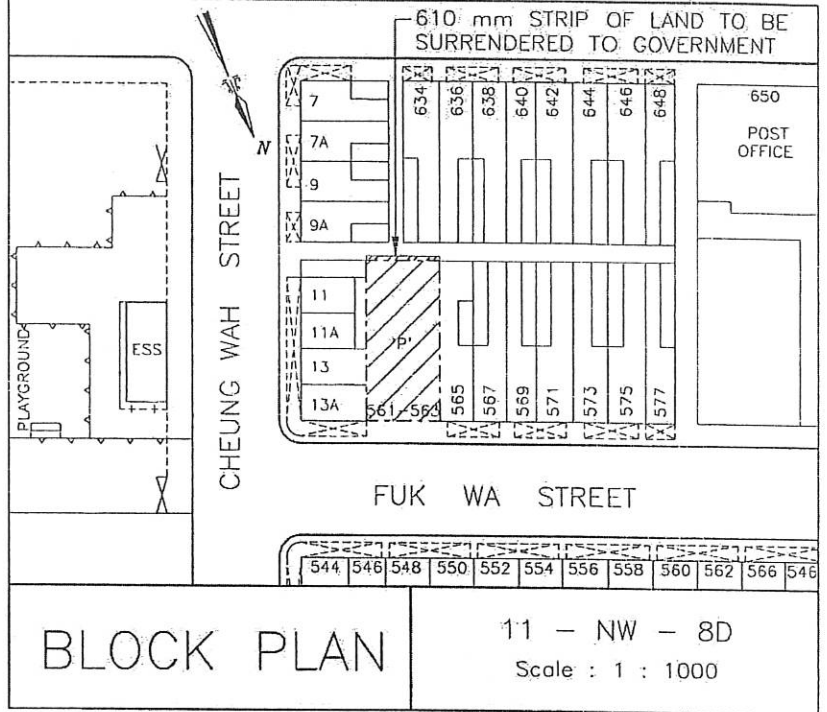 610 mm STRIP OF LAND TO BE
SURRENDERED TO GOVERNMENT
N
7
7A
9
9A
634
636
638
640
642
644
646
648
650
POST
OFFICE
CHEUNG WAH STREET
PLAYGROUND
ESS
11
11A
13
13A
'P'
561-563
565
567
569
571
573
575
577
FUK WA STREET
544
546
548
550
552
554
556
558
560
562
566
546
BLOCK PLAN
11 - NW - 8D
Scale : 1 : 1000